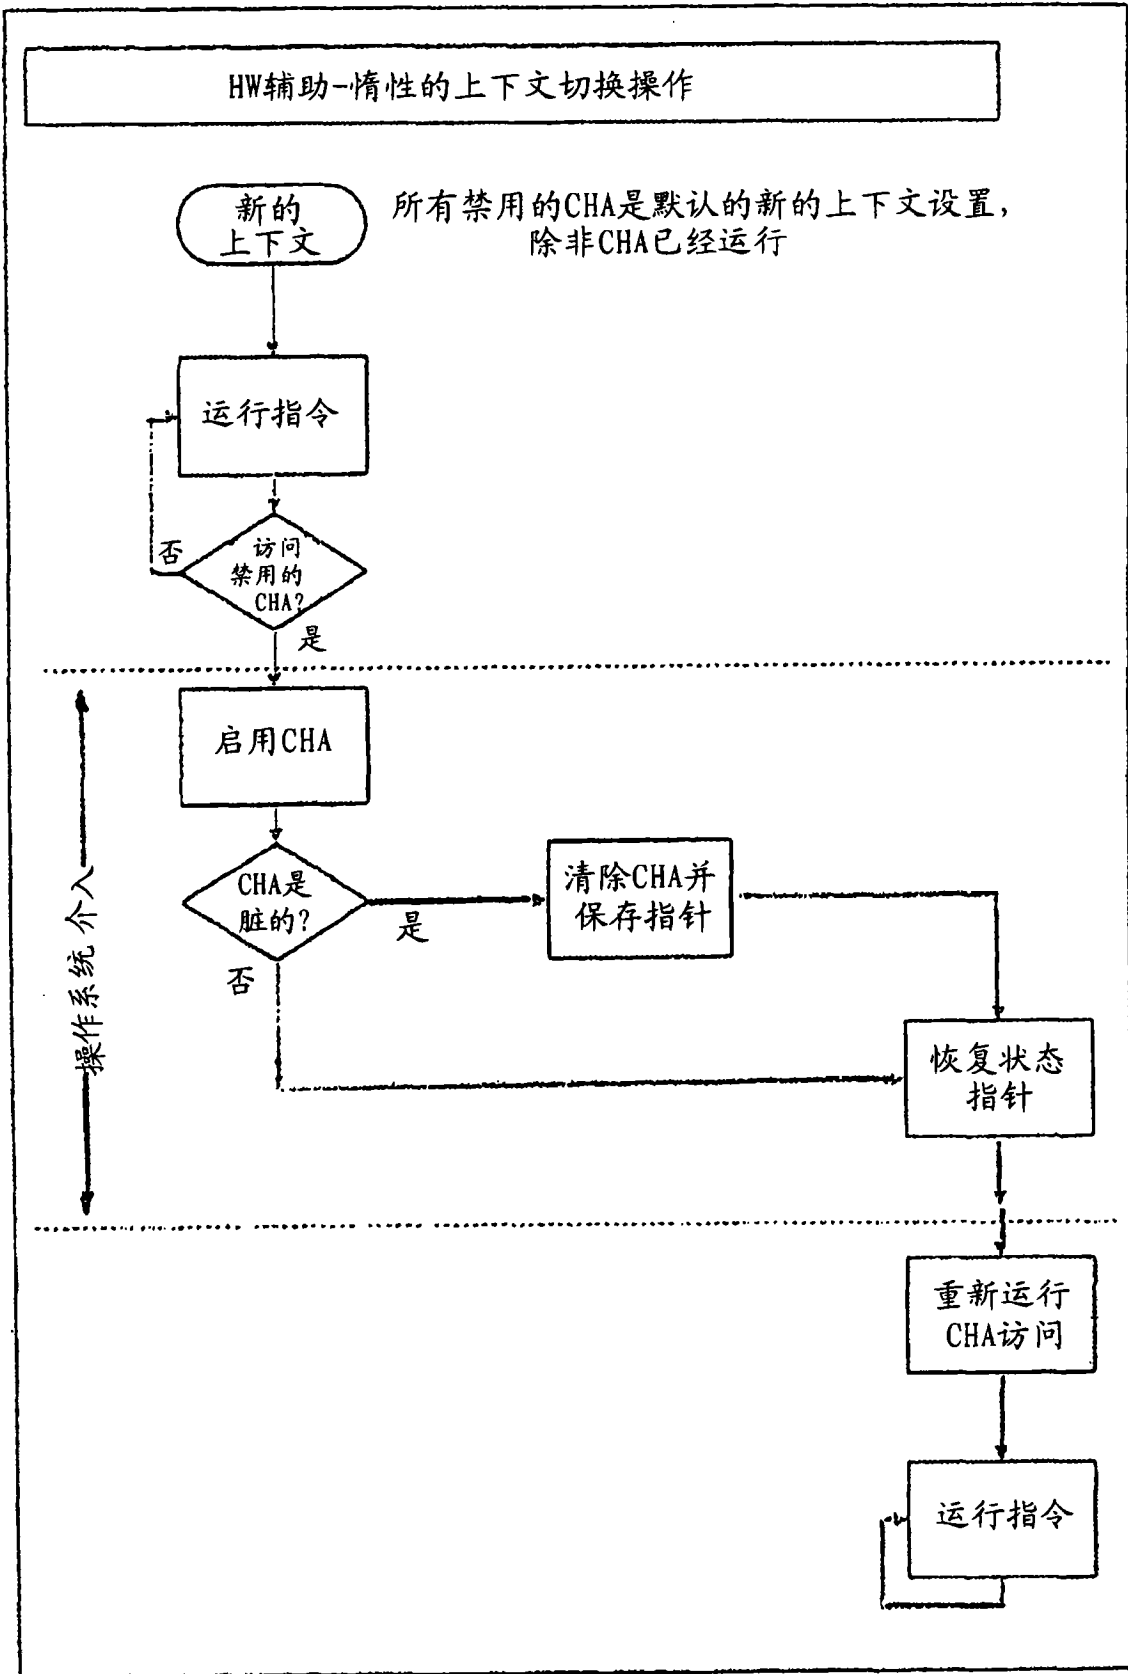 HW辅助-惰性的上下文切换操作
新的
上下文
所有禁用的CHA是默认的新的上下文设置,
除非CHA已经运行
运行指令
访问
禁用的
CHA?
否
是
启用CHA
操作系统 介入
CHA是
脏的?
是
否
清除CHA并
保存指针
恢复状态
指针
重新运行
CHA访问
运行指令